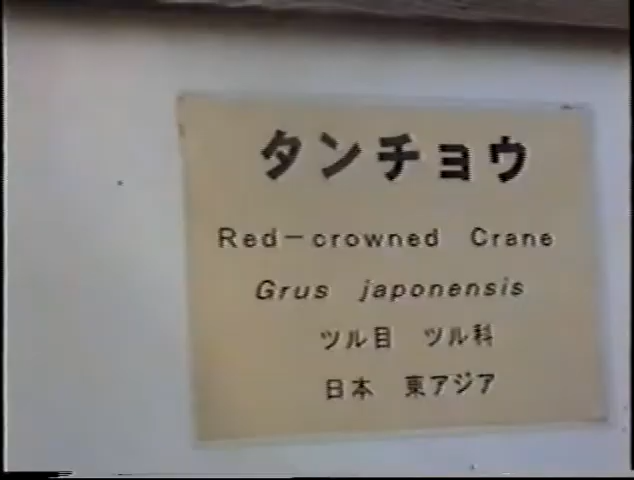 タンチョウ
Red-crowned Crane
Grus japonensis
ツル目 ツル科
日本 東アジア